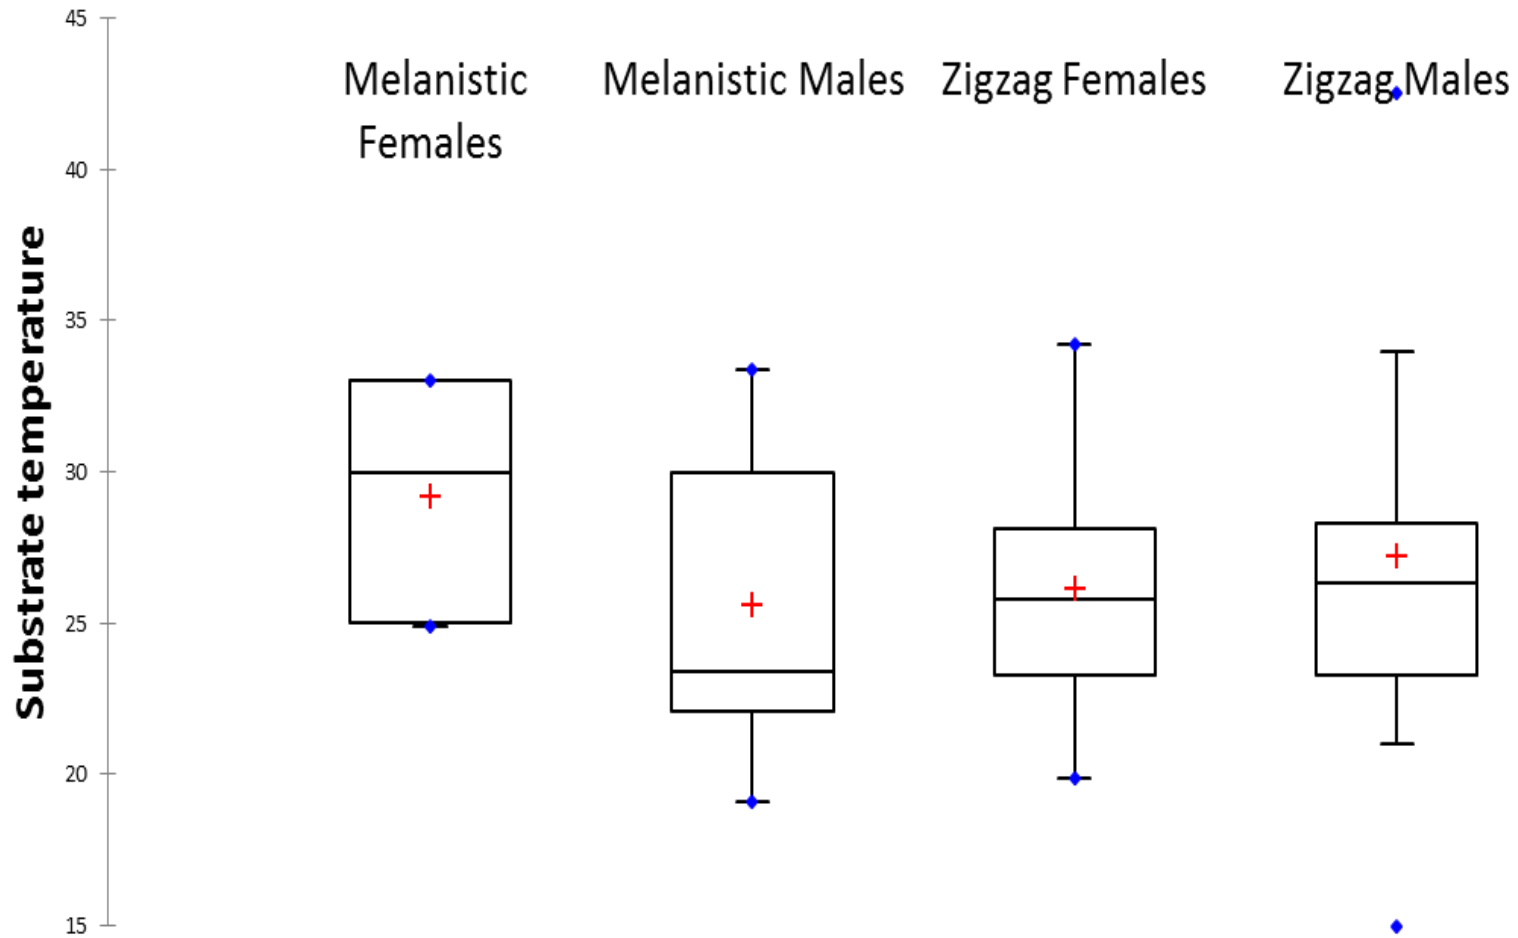 45
Melanistic
Females
Melanistic Males
Zigzag Females
Zigzag Males
40
35
30
25
20
15
Substrate temperature